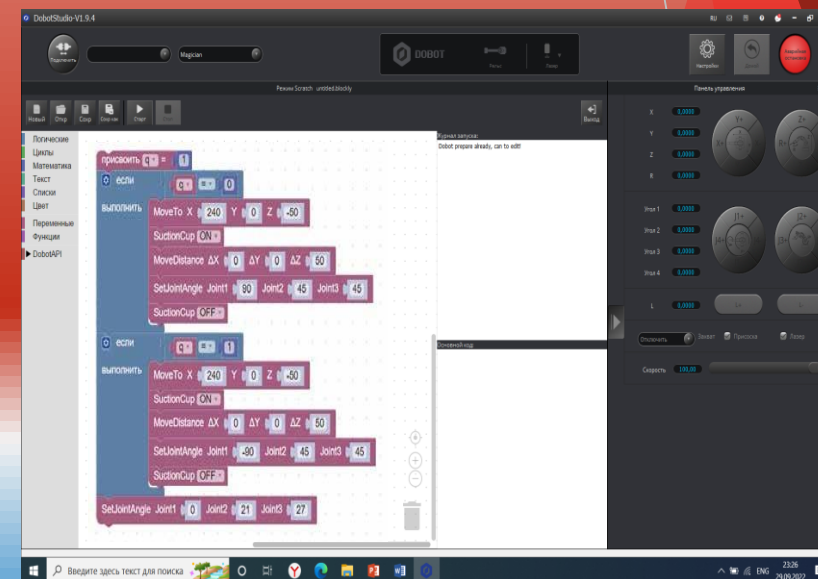 DobotStudio-V1.9.4
RU
Подключить
Magician
DOBOT
Лазер
Настройки
Домой
Режим Scratch untitled.blockly
Панель управления
Новый Откр Сохр Старт
Выход
Журнал запуска:
Dobot prepare already, can to edit!
Логические
Циклы
Математика
Текст
Списки
Цвет
Переменные
Функции
DobotAPI
присвоить q = 1
если q = 0
выполнить MoveTo X 240 Y 0 Z -50
SuctionCup ON
MoveDistance ΔX 0 ΔY 0 ΔZ 50
SetJointAngle Joint1 90 Joint2 45 Joint3 45
SuctionCup OFF
если q = 1
выполнить MoveTo X 240 Y 0 Z -50
SuctionCup ON
MoveDistance ΔX 0 ΔY 0 ΔZ 50
SetJointAngle Joint1 -90 Joint2 45 Joint3 45
SuctionCup OFF
SetJointAngle Joint1 0 Joint2 21 Joint3 27
Основной код:
X 0,0000
Y 0,0000
Z 0,0000
R 0,0000
Y+
X+
Z+
Угол 1 0,0000
Угол 2 0,0000
Угол 3 0,0000
Угол 4 0,0000
J1+
J2+
L 0,0000
L+
Отключить Захват Присоска Лазер
Скорость 100,00
Введите здесь текст для поиска
ENG
23:26
29.09.2022